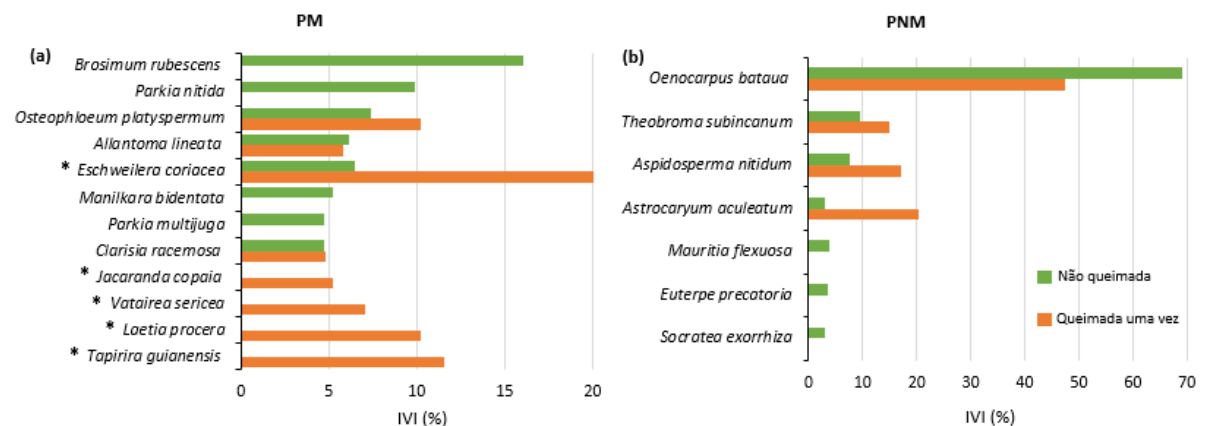 PM
(a)
Brosimum rubescens
Parkia nitida
Osteophloeum platyspermum
Allantoma lineata
* Eschweilera coriacea
Manilkara bidentata
Parkia multijuga
Clarisia racemosa
* Jacaranda copaia
* Vatairea sericea
* Laetia procera
* Tapirira guianensis
0 5 10 15 20
IVI (%)
PNM
(b)
Oenocarpus bataua
Theobroma subincanum
Aspidosperma nitidum
Astrocaryum aculeatum
Mauritia flexuosa
Euterpe precatoria
Socratea exorrhiza
Não queimada
Queimada uma vez
0 10 20 30 40 50 60 70
IVI (%)